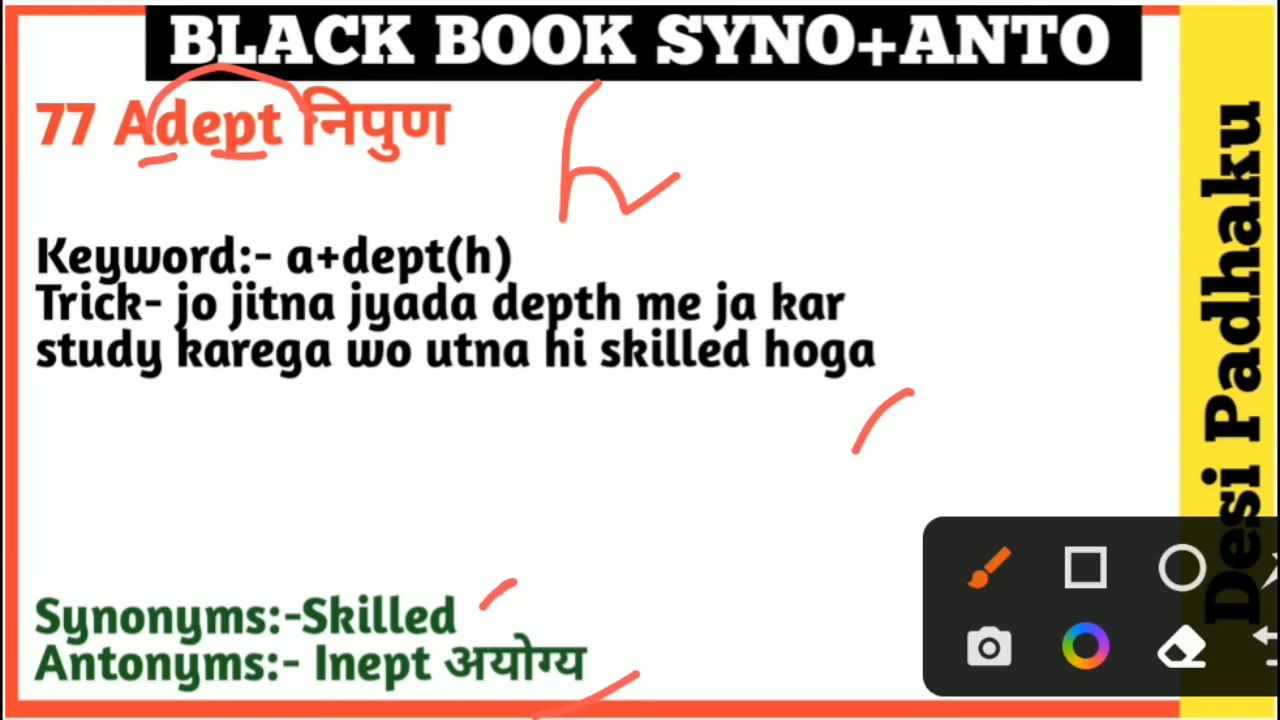 BLACK BOOK SYNO+ANTO
77 Adept निपुण
h
Keyword:- a+dept(h)
Trick- jo jitna jyada depth me ja kar
study karega wo utna hi skilled hoga
Synonyms:-Skilled
Antonyms:- Inept अयोग्य
Desi Padhaku